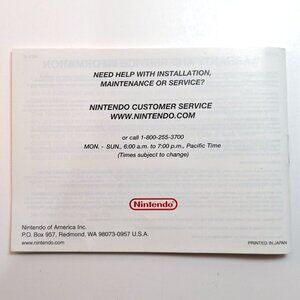 NEED HELP WITH INSTALLATION,
MAINTENANCE OR SERVICE?
NINTENDO CUSTOMER SERVICE
WWW.NINTENDO.COM
or call 1-800-255-3700
MON. - SUN., 6:00 a.m. to 7:00 p.m., Pacific Time
(Times subject to change)
Nintendo
Nintendo of America Inc.
P.O. Box 957, Redmond, WA 98073-0957 U.S.A.
www.nintendo.com
PRINTED IN JAPAN